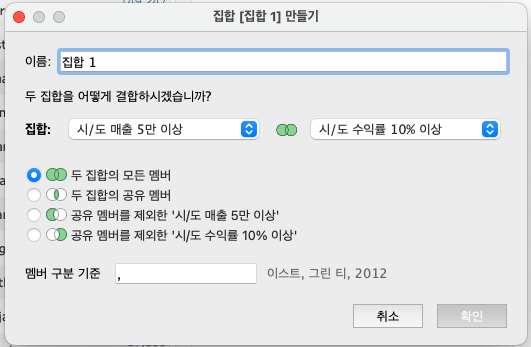 집합 [집합 1] 만들기
이름: 집합 1
두 집합을 어떻게 결합하시겠습니까?
집합: 시/도 매출 5만 이상 시/도 수익률 10% 이상
두 집합의 모든 멤버
두 집합의 공유 멤버
공유 멤버를 제외한 '시/도 매출 5만 이상'
공유 멤버를 제외한 '시/도 수익률 10% 이상'
멤버 구분 기준 , 이스트, 그린 티, 2012
취소 확인